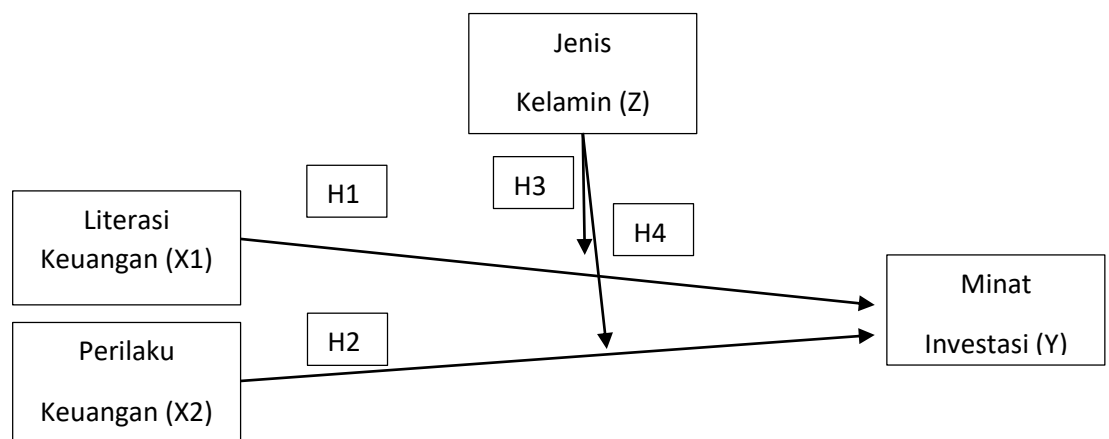 Jenis
Kelamin (Z)
H1
H3
H4
Literasi
Keuangan (X1)
Minat
Investasi (Y)
H2
Perilaku
Keuangan (X2)